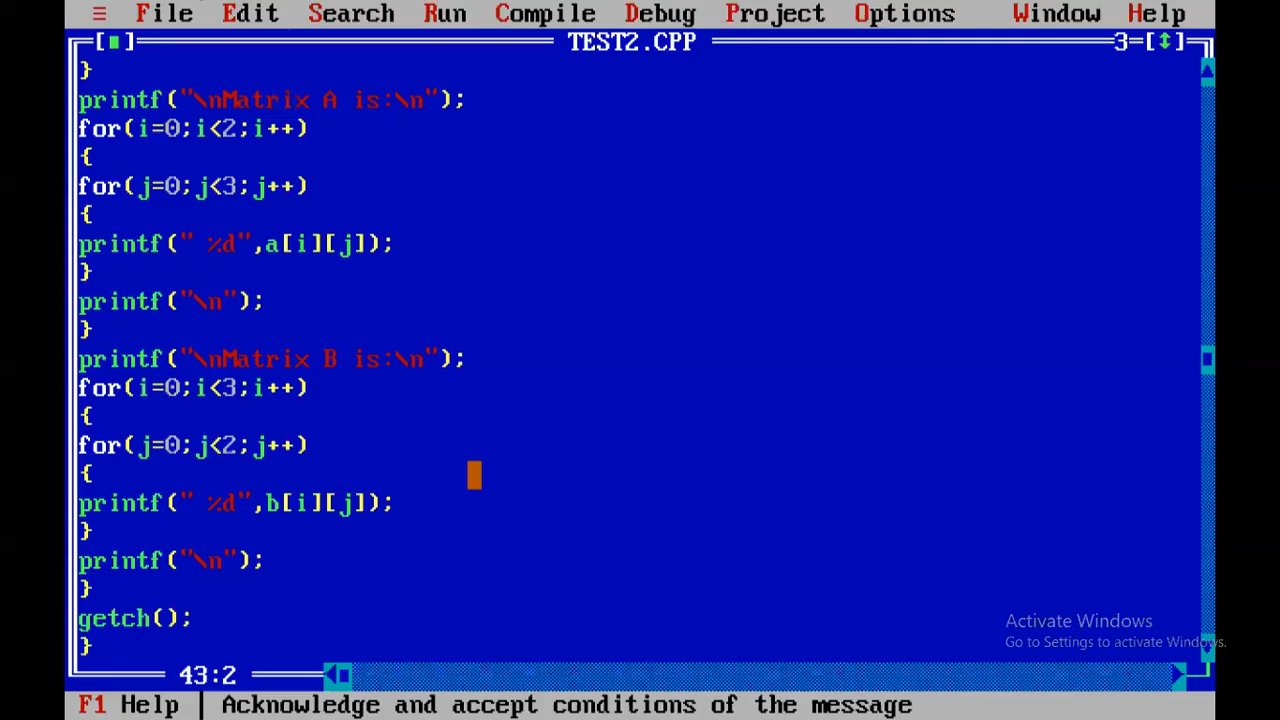 ≡ File Edit Search Run Compile Debug Project Options Window Help
[■] TEST2.CPP 3=[↕]
}
printf("\nMatrix A is:\n");
for(i=0;i<2;i++)
{
for(j=0;j<3;j++)
{
printf(" %d",a[i][j]);
}
printf("\n");
}
printf("\nMatrix B is:\n");
for(i=0;i<3;i++)
{
for(j=0;j<2;j++)
{
printf(" %d",b[i][j]);
}
printf("\n");
}
getch();
}
Activate Windows
Go to Settings to activate Windows.
43:2
F1 Help | Acknowledge and accept conditions of the message